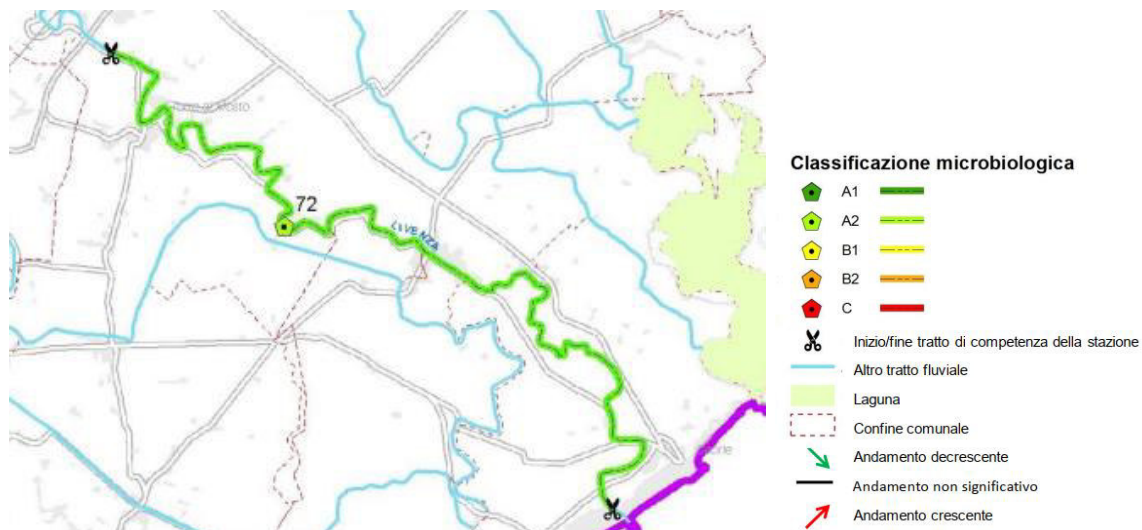 72
LIVENZA
Classificazione microbiologica
A1
A2
B1
B2
C
Inizio/fine tratto di competenza della stazione
Altro tratto fluviale
Laguna
Confine comunale
Andamento decrescente
Andamento non significativo
Andamento crescente